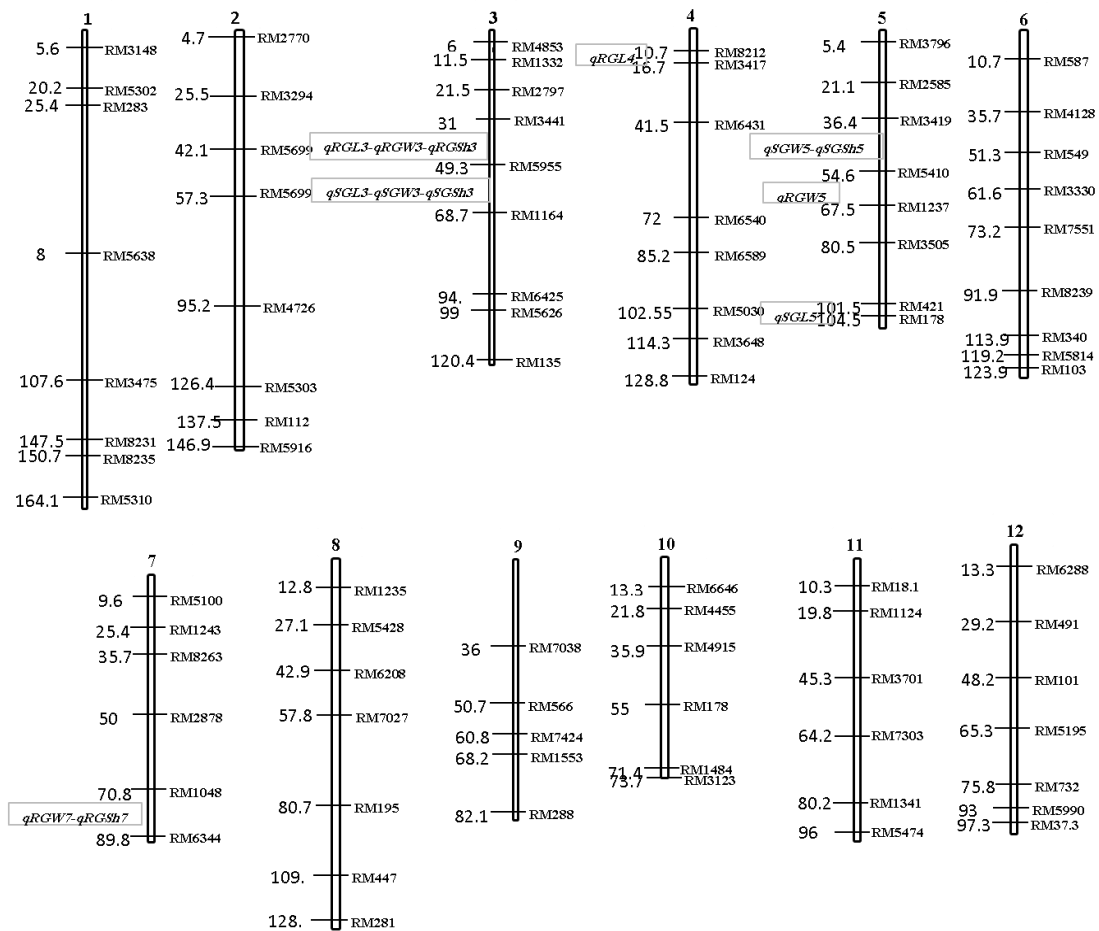 1
5.6 RM3148
20.2 RM5302
25.4 RM283
8 RM5638
107.6 RM3475
147.5 RM8231
150.7 RM8235
164.1 RM5310
2
4.7 RM2770
25.5 RM3294
42.1 RM5699
57.3 RM5699
95.2 RM4726
126.4 RM5303
137.5 RM112
146.9 RM5916
3
6 RM4853
11.5 RM1332
21.5 RM2797
31 RM3441
qRGL3-qRGW3-qRGSh3
49.3 RM5955
qSGL3-qSGW3-qSGSh3
68.7 RM1164
94. RM6425
99 RM5626
120.4 RM135
4
qRGL4 10.7 RM8212
16.7 RM3417
41.5 RM6431
72 RM6540
85.2 RM6589
102.55 RM5030
114.3 RM3648
128.8 RM124
5
5.4 RM3796
21.1 RM2585
36.4 RM3419
qSGW5-qSGSh5
54.6 RM5410
qRGW5
67.5 RM1237
80.5 RM3505
qSGL5 101.5 RM421
104.5 RM178
6
10.7 RM587
35.7 RM4128
51.3 RM549
61.6 RM3330
73.2 RM7551
91.9 RM8239
113.9 RM340
119.2 RM5814
123.9 RM103
7
9.6 RM5100
25.4 RM1243
35.7 RM8263
50 RM2878
70.8 RM1048
qRGW7-qRGSh7
89.8 RM6344
8
12.8 RM1235
27.1 RM5428
42.9 RM6208
57.8 RM7027
80.7 RM195
109. RM447
128. RM281
9
36 RM7038
50.7 RM566
60.8 RM7424
68.2 RM1553
82.1 RM288
10
13.3 RM6646
21.8 RM4455
35.9 RM4915
55 RM178
71.4 RM1484
73.7 RM3123
11
10.3 RM18.1
19.8 RM1124
45.3 RM3701
64.2 RM7303
80.2 RM1341
96 RM5474
12
13.3 RM6288
29.2 RM491
48.2 RM101
65.3 RM5195
75.8 RM732
93 RM5990
97.3 RM37.3